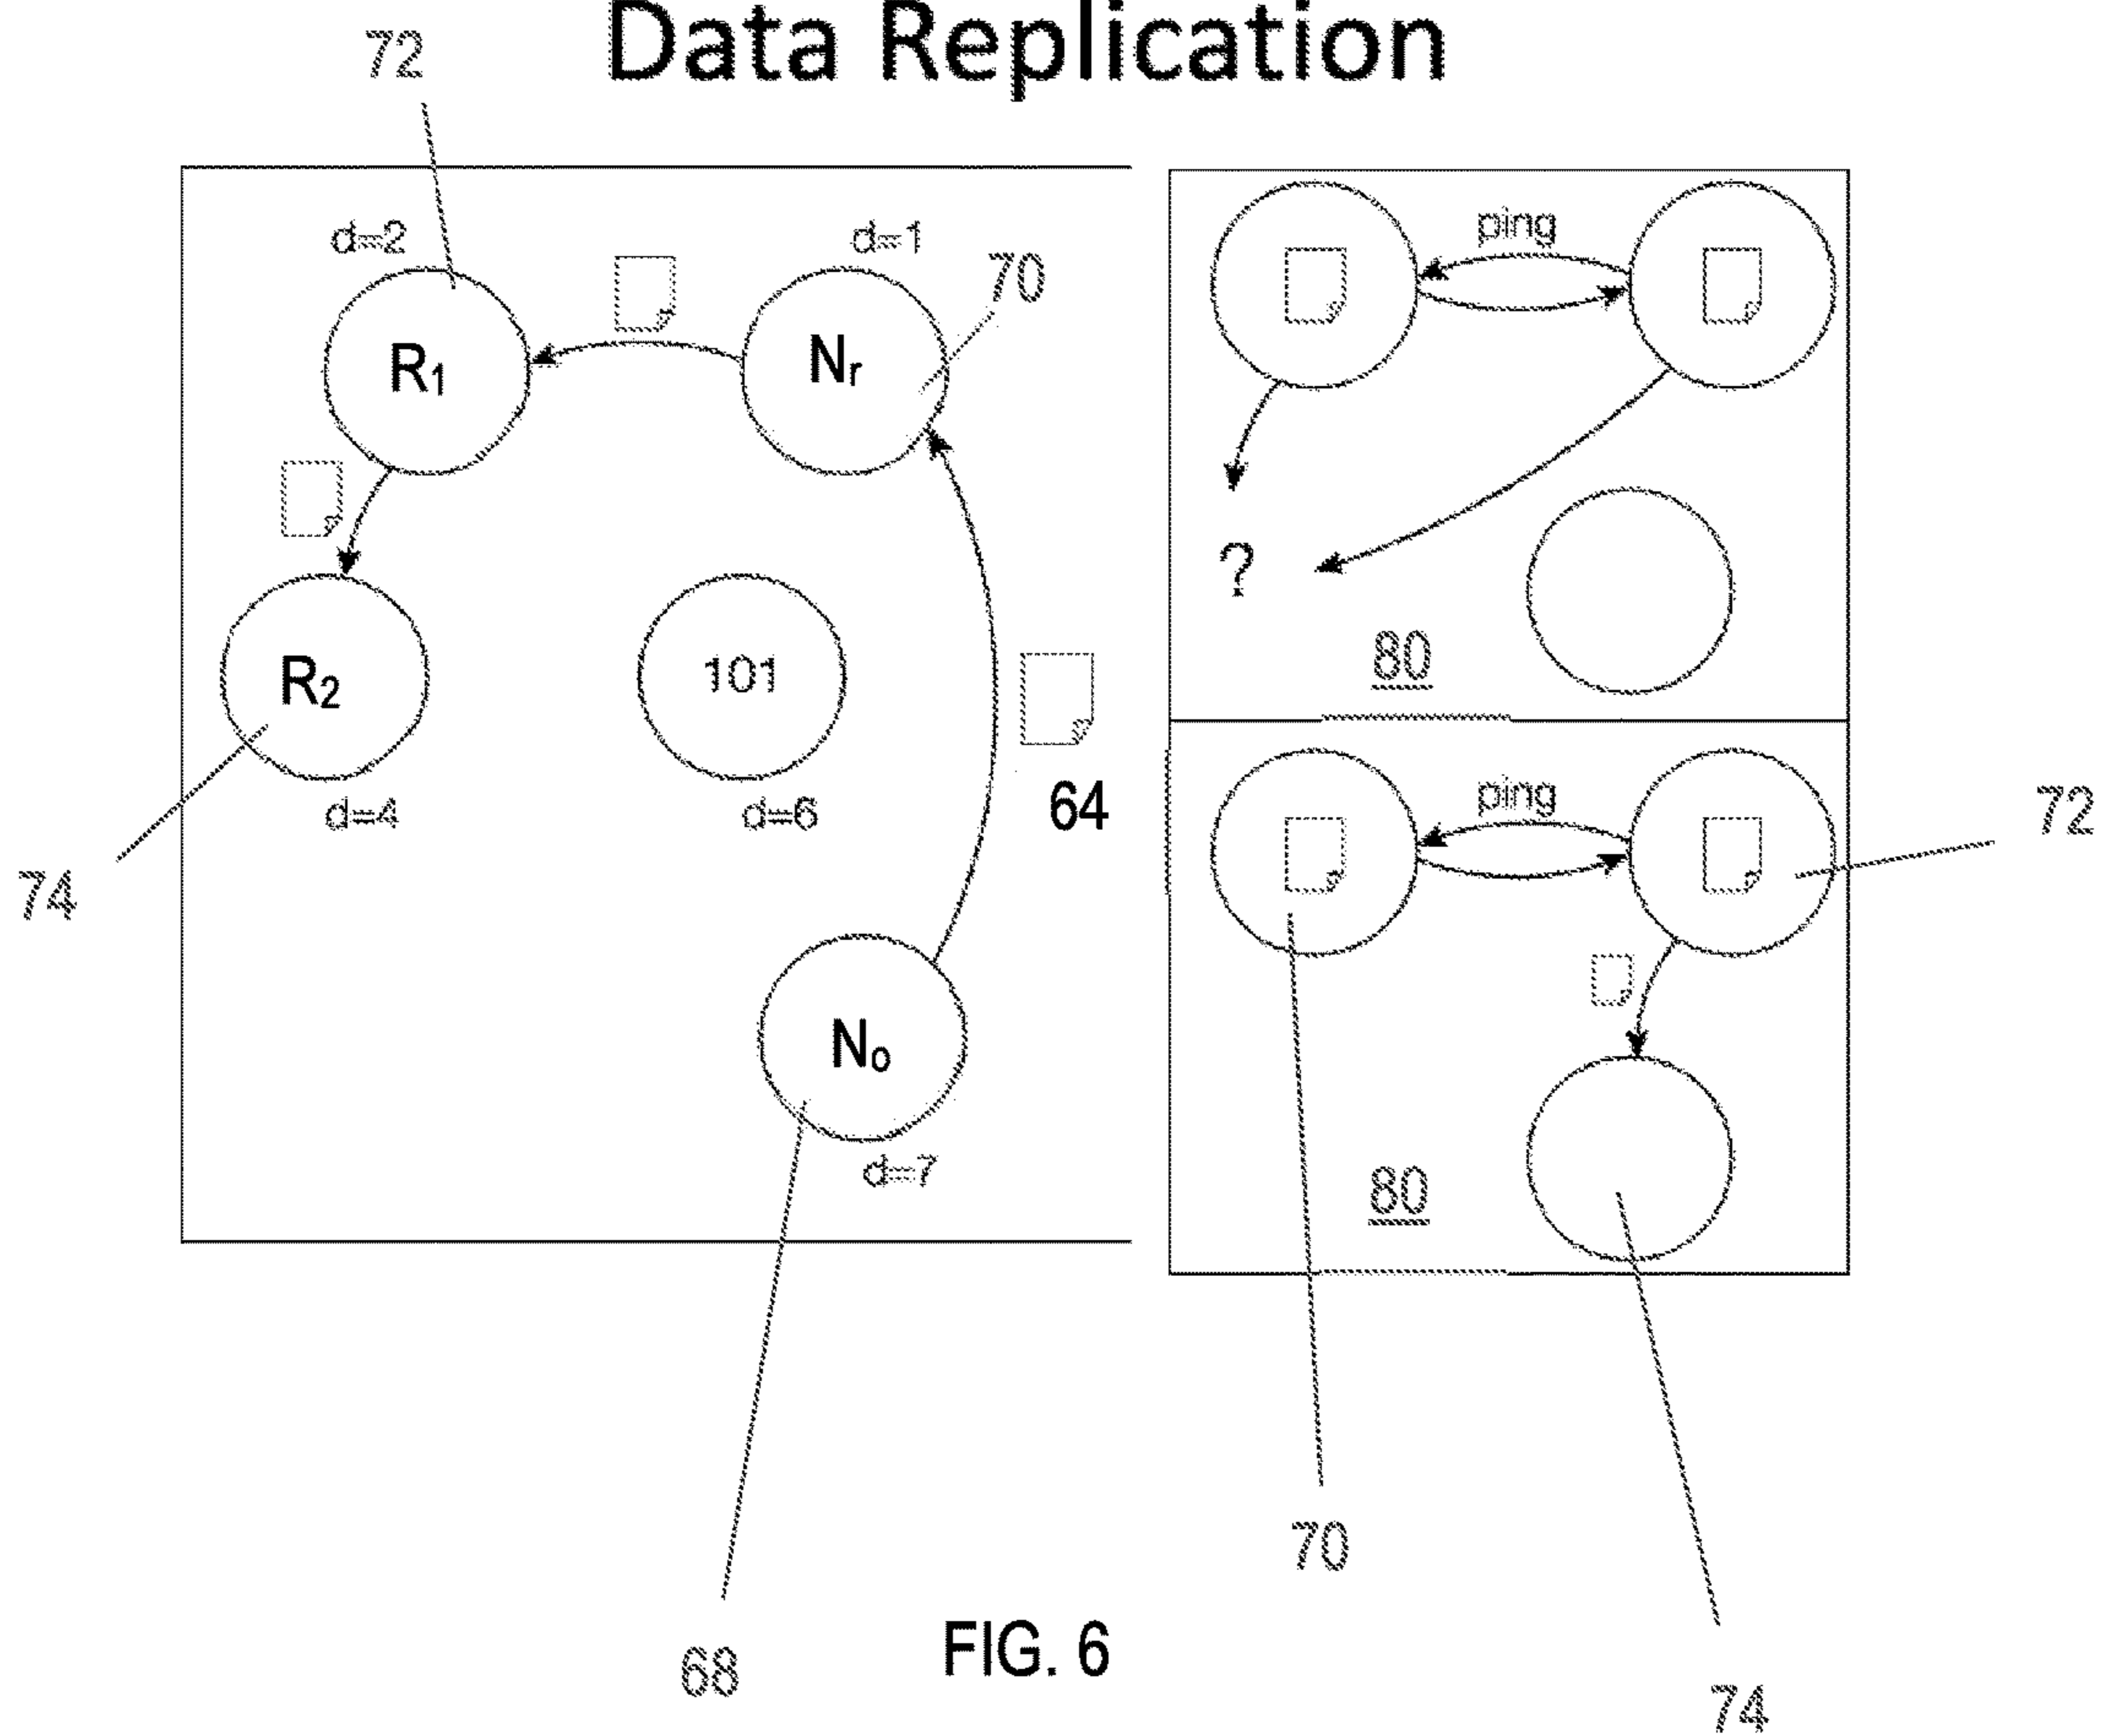 Data Replication
72
d=2
d=1
70
R1
Nr
R2
101
d=4
d=6
64
74
No
d=7
68
ping
?
80
ping
72
80
70
74
FIG. 6